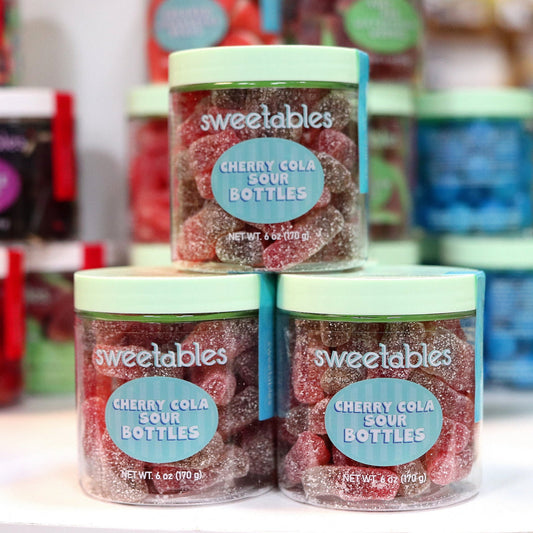 sweetables
CHERRY COLA
SOUR
BOTTLES
NET WT. 6 oz (170 g)
sweetables
CHERRY COLA
SOUR
BOTTLES
NET WT. 6 oz (170 g)
sweetables
CHERRY COLA
SOUR
BOTTLES
NET WT. 6 oz (170 g)